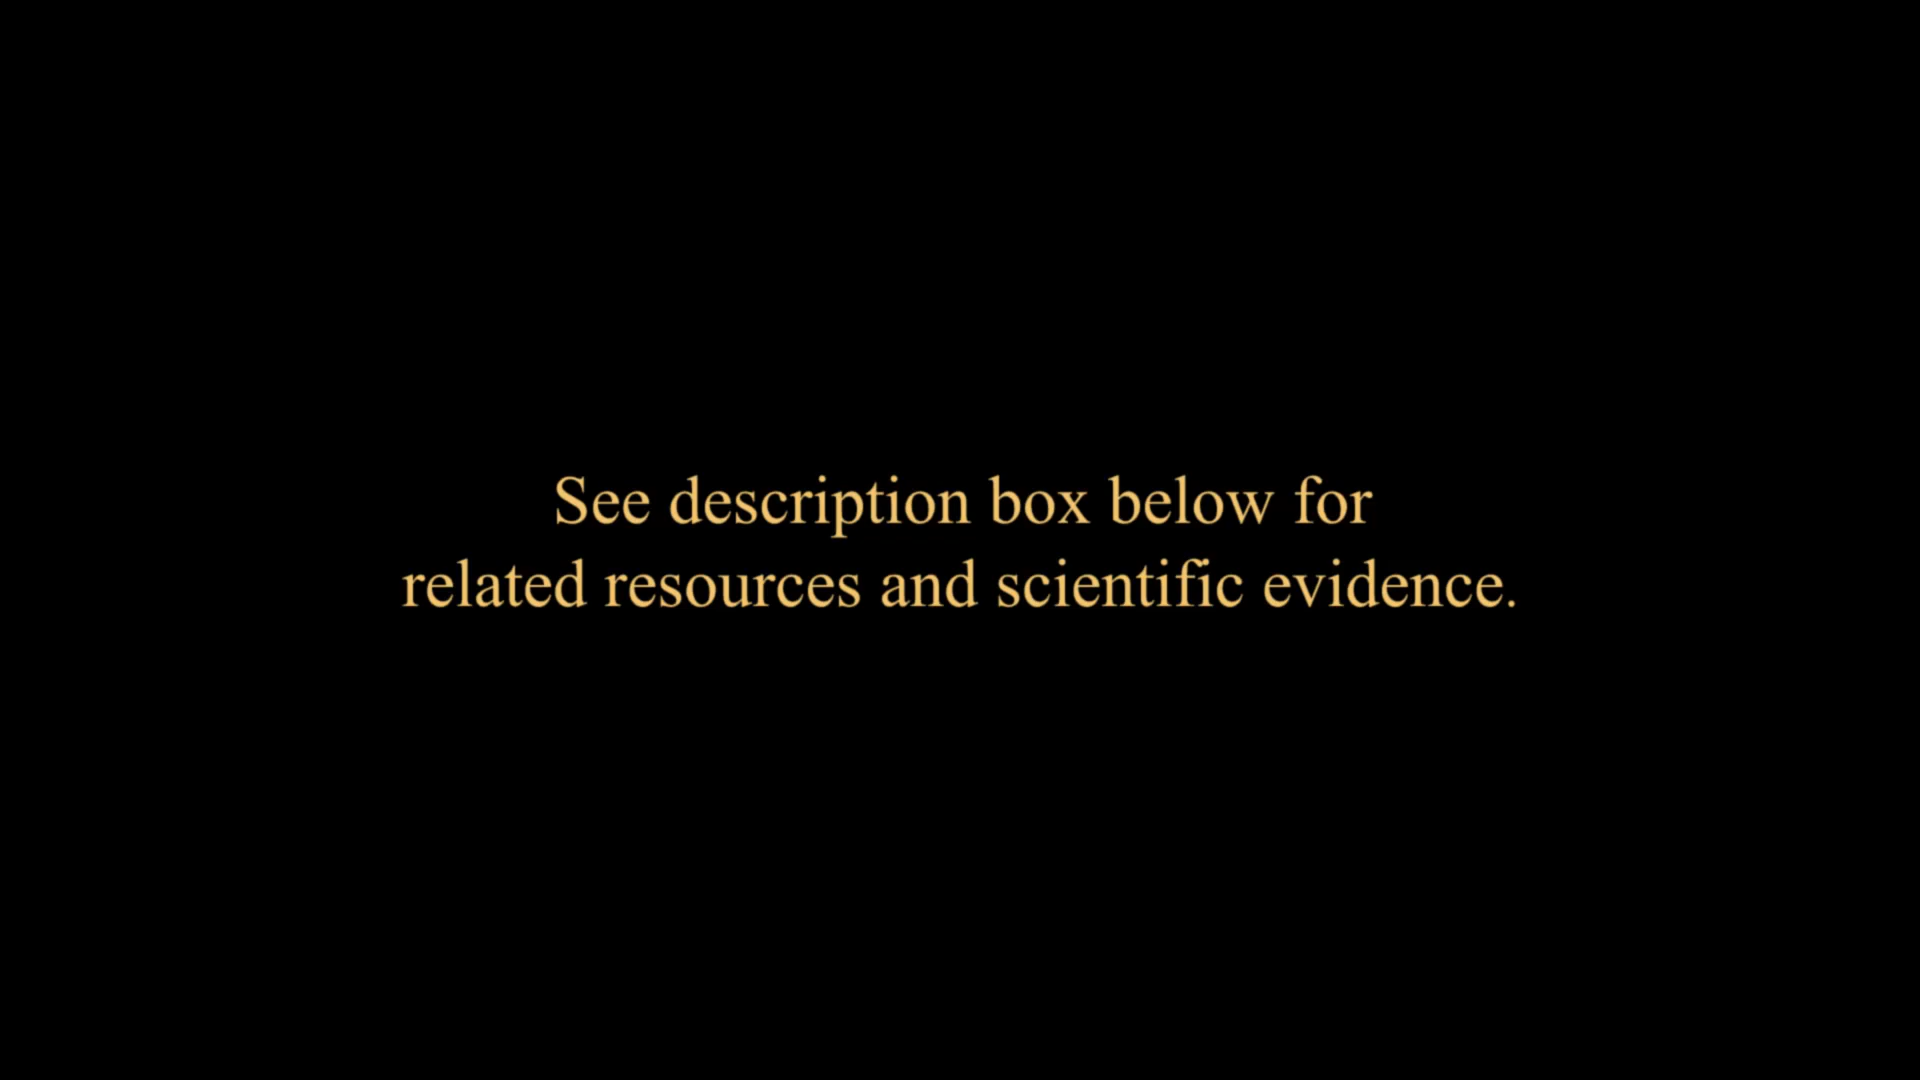 See description box below for
related resources and scientific evidence.